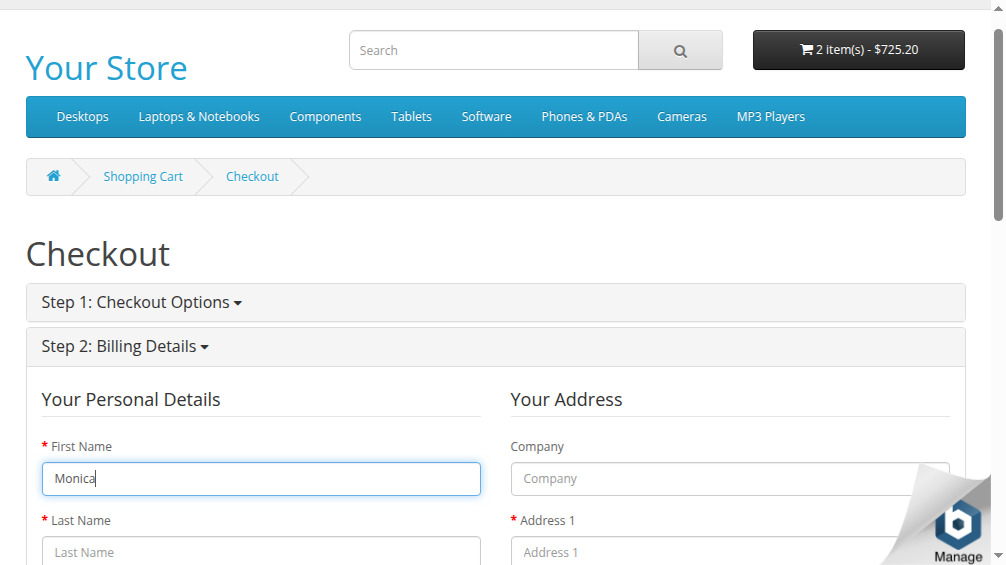 Search
2 item(s) - $725.20
Your Store
Desktops Laptops & Notebooks Components Tablets Software Phones & PDAs Cameras MP3 Players
Shopping Cart Checkout
Checkout
Step 1: Checkout Options
Step 2: Billing Details
Your Personal Details Your Address
* First Name Company
Monica Company
* Last Name * Address 1
Last Name Address 1
Manage